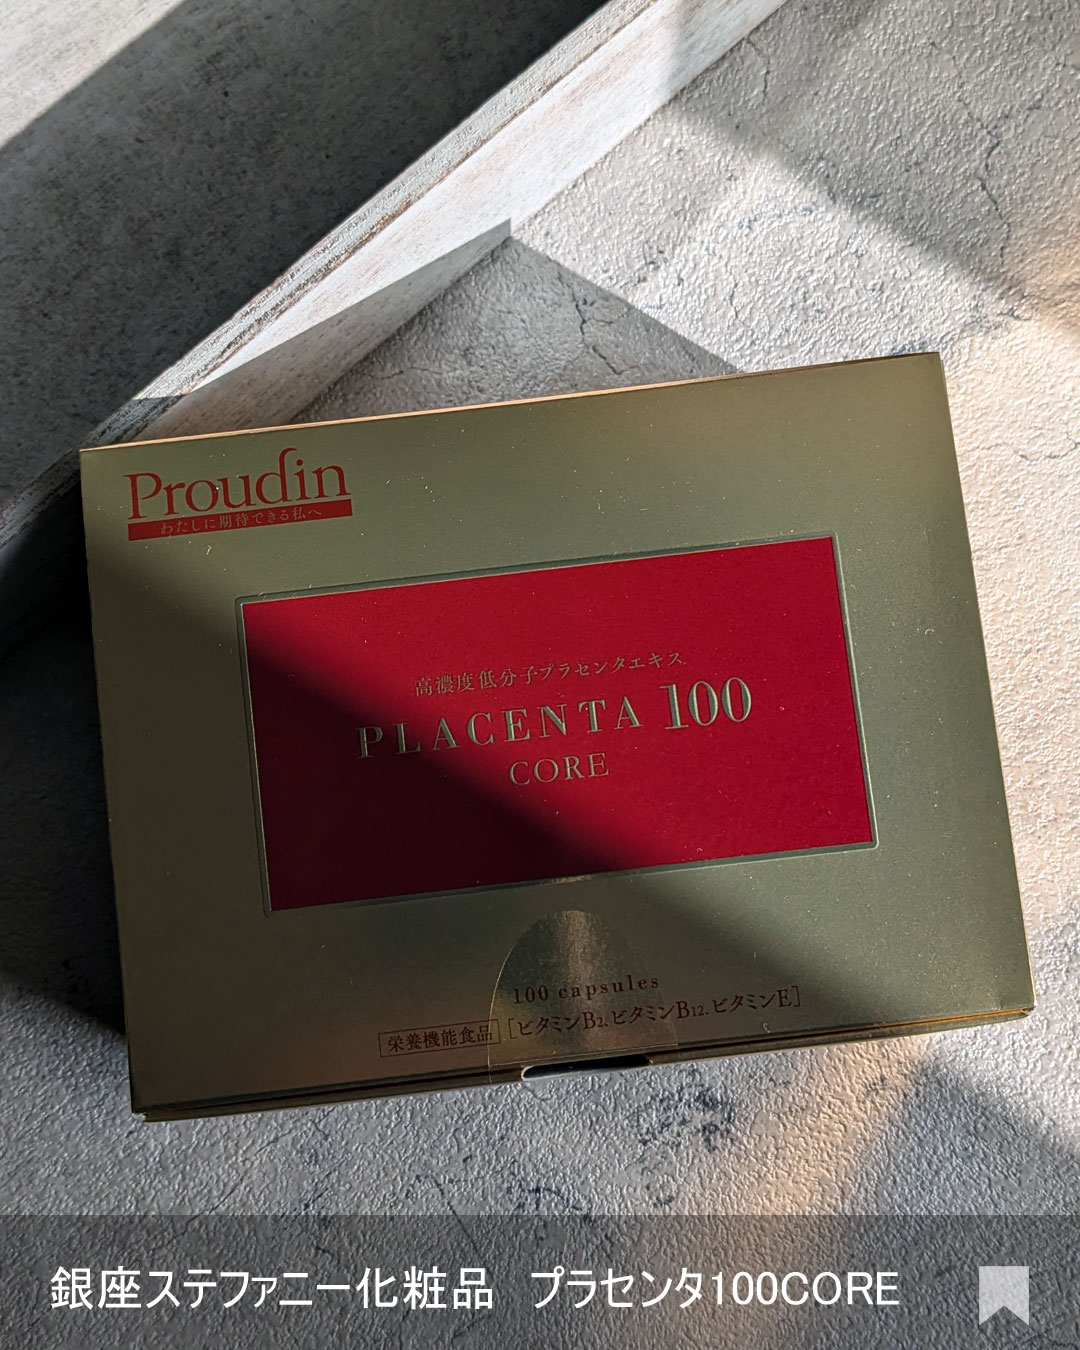 Proudin
わたしに期待できる私へ
高濃度低分子プラセンタエキス
PLACENTA 100
CORE
100 capsules
栄養機能食品 [ビタミンB2、ビタミンB12、ビタミンE]
銀座ステファニー化粧品 プラセンタ100CORE